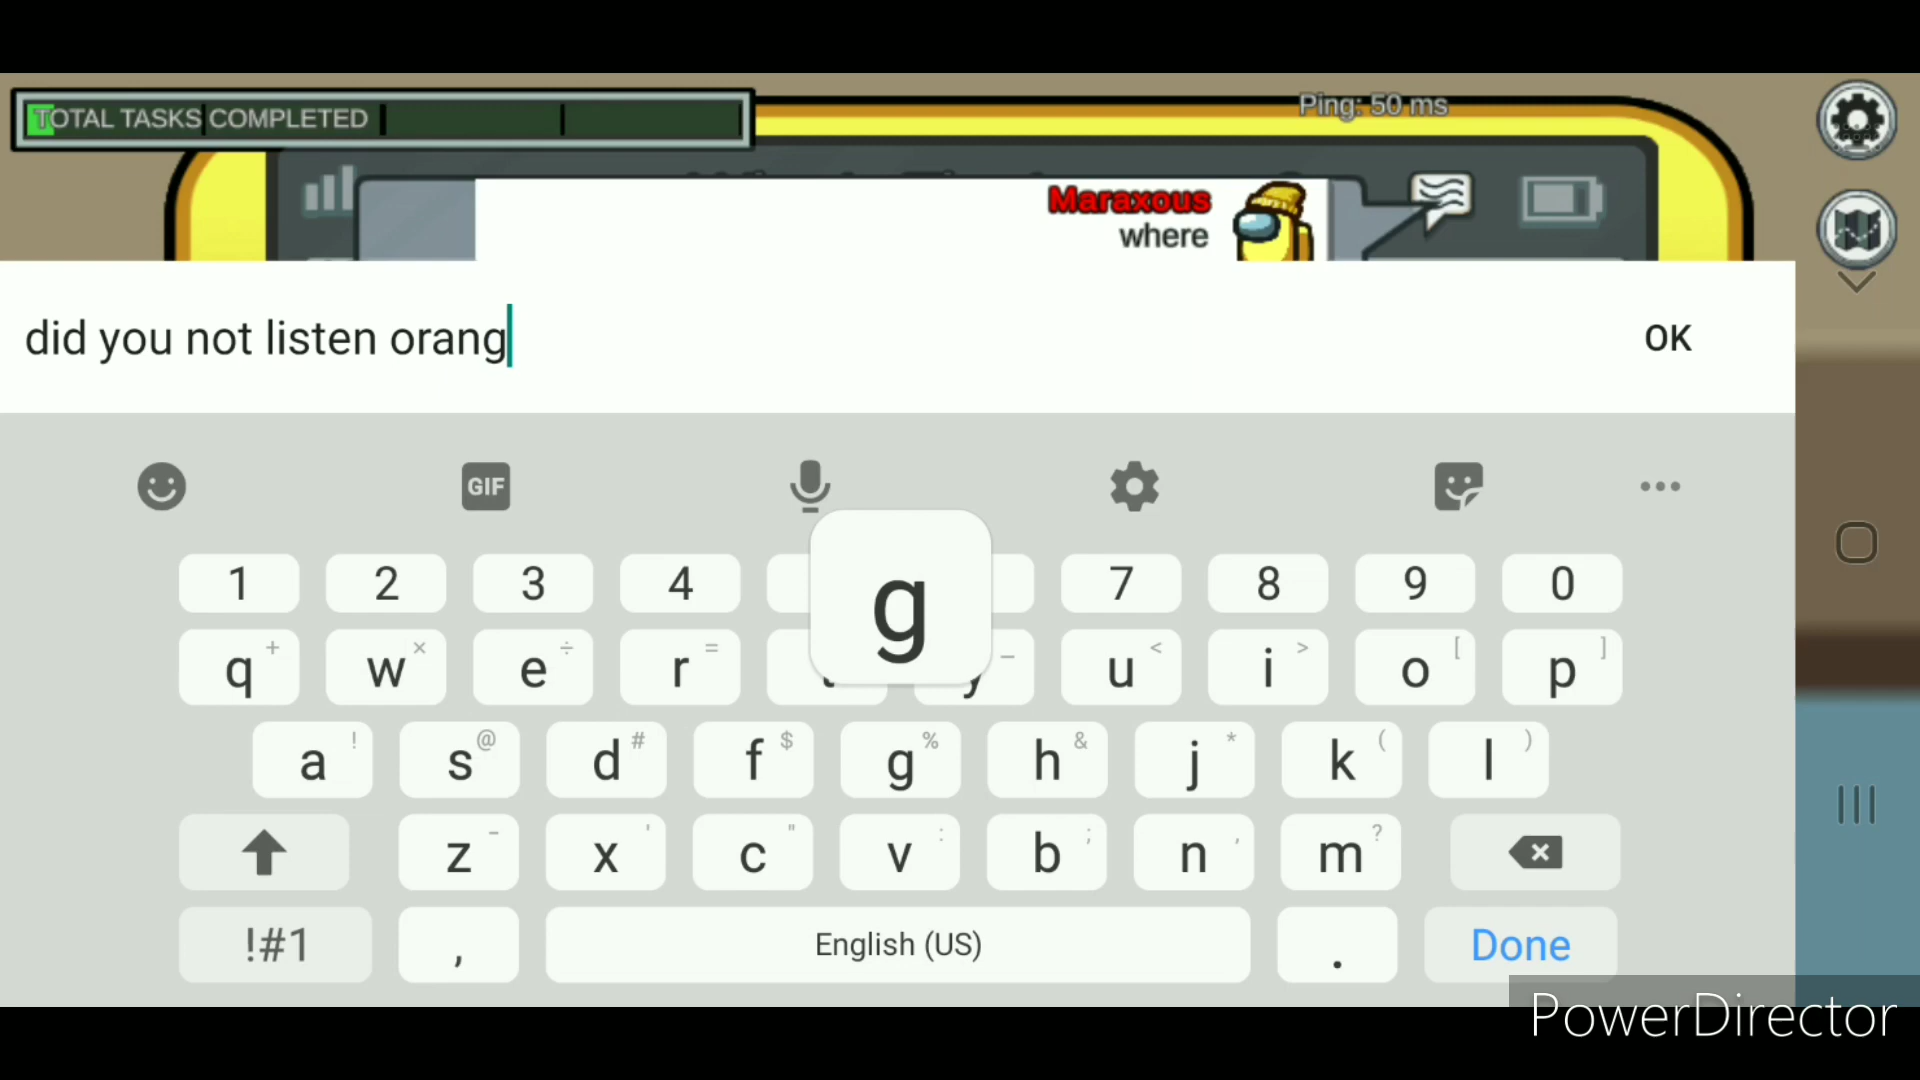 TOTAL TASKS COMPLETED
Ping: 50 ms
Maraxous
where
did you not listen orang
OK
GIF
g
1 2 3 4 7 8 9 0
q + w × e ÷ r = y – u < i > o [ p ]
a ! s @ d # f $ g % h & j * k ( l )
z - x ' c " v : b ; n , m ?
!#1 , English (US) . Done
PowerDirector